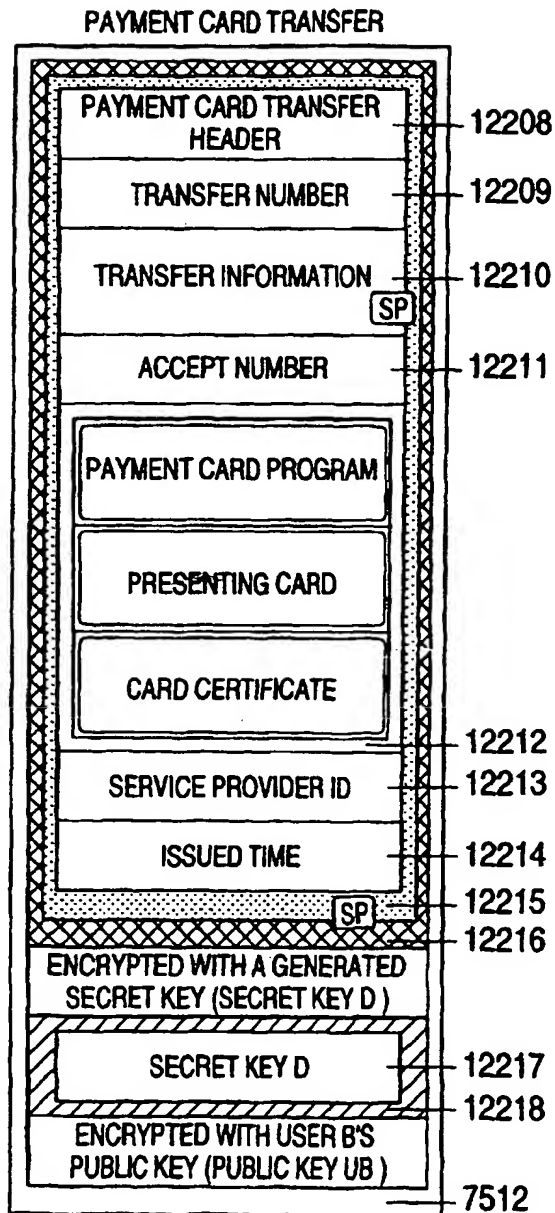 PAYMENT CARD TRANSFER
PAYMENT CARD TRANSFER
HEADER
12208
TRANSFER NUMBER
12209
TRANSFER INFORMATION
12210
SP
ACCEPT NUMBER
12211
PAYMENT CARD PROGRAM
PRESENTING CARD
CARD CERTIFICATE
12212
SERVICE PROVIDER ID
12213
ISSUED TIME
12214
SP
12215
12216
ENCRYPTED WITH A GENERATED
SECRET KEY (SECRET KEY D )
SECRET KEY D
12217
12218
ENCRYPTED WITH USER B'S
PUBLIC KEY (PUBLIC KEY UB )
7512